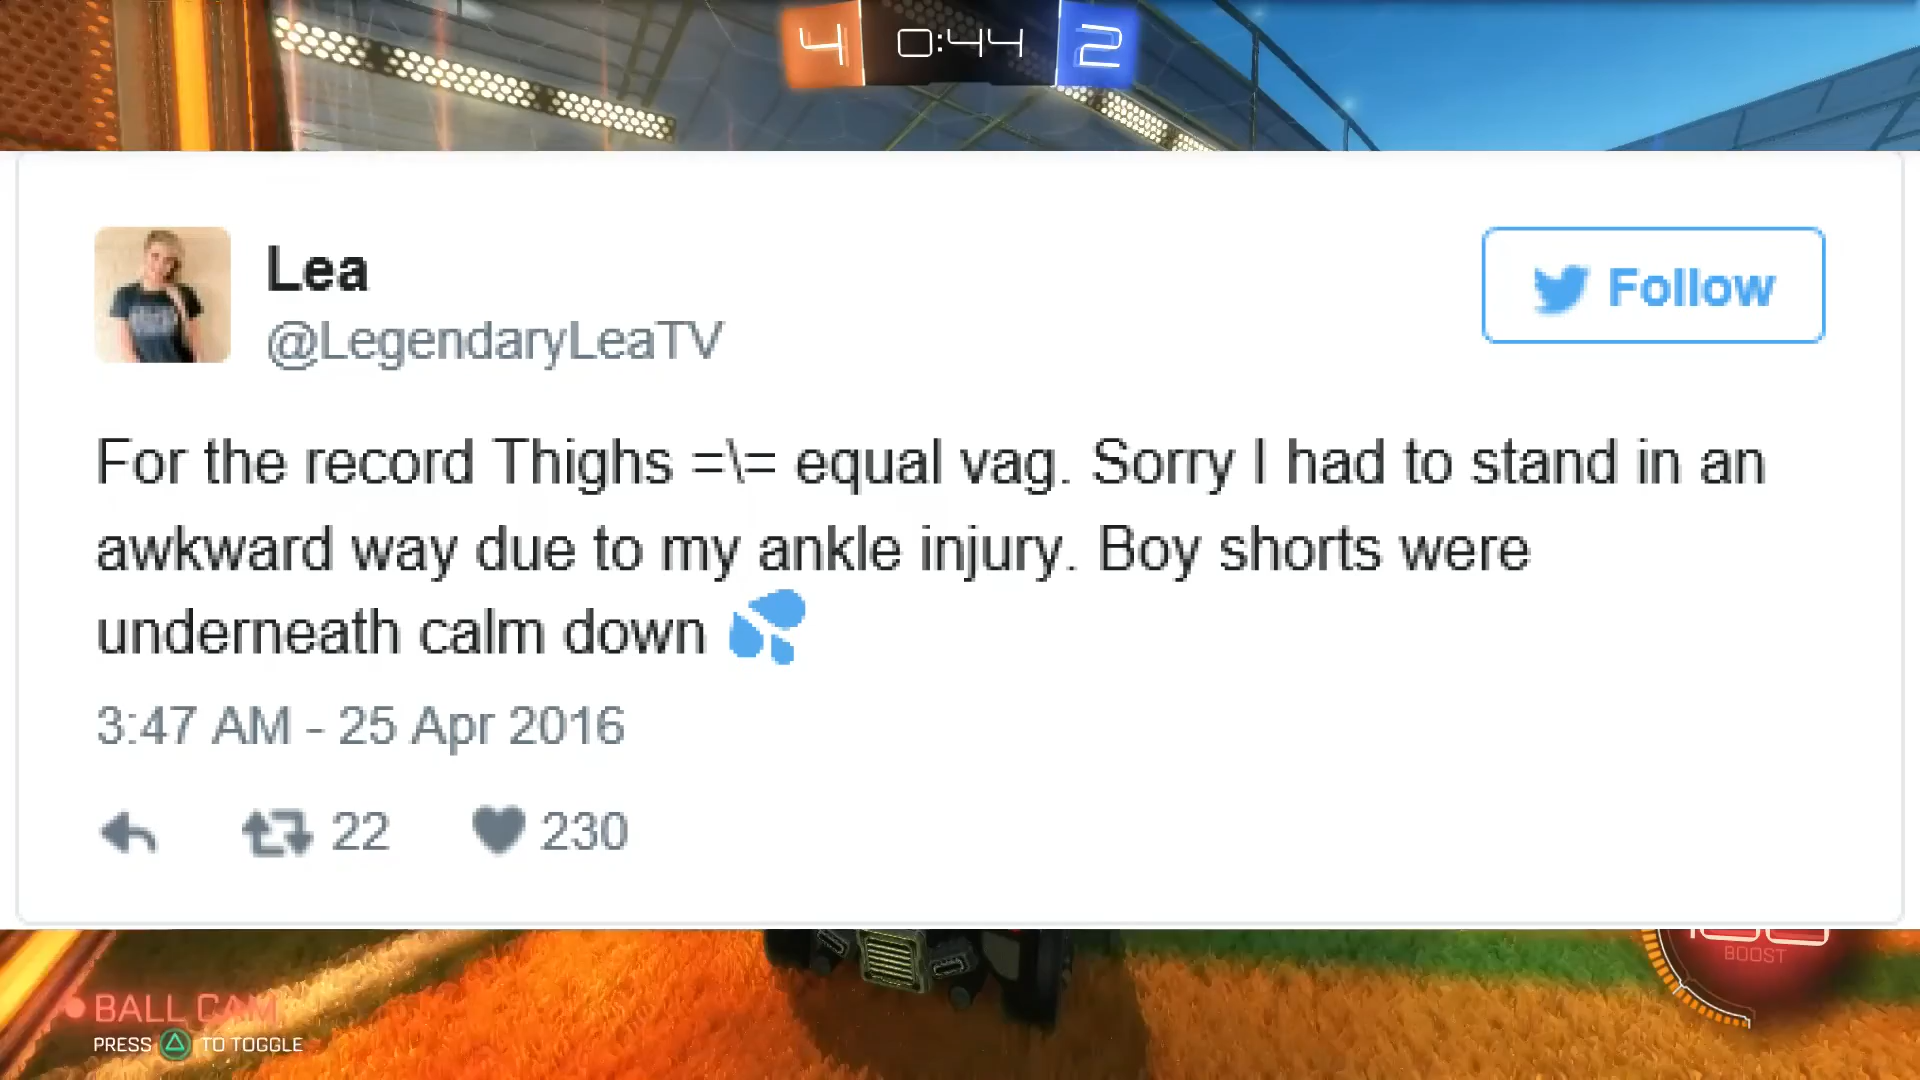 4 0:44 2
Lea
@LegendaryLeaTV
Follow
For the record Thighs =\= equal vag. Sorry I had to stand in an
awkward way due to my ankle injury. Boy shorts were
underneath calm down 💦
3:47 AM - 25 Apr 2016
22 230
BOOST
BALL CAM
PRESS TO TOGGLE